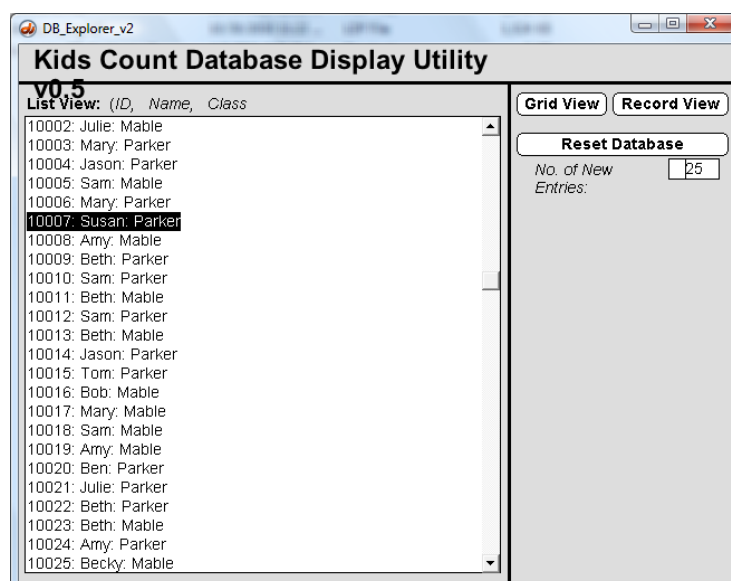 DB_Explorer_v2
Kids Count Database Display Utility
v0.5
List View: (ID, Name, Class
Grid View
Record View
Reset Database
No. of New
Entries:
25
10002: Julie: Mable
10003: Mary: Parker
10004: Jason: Parker
10005: Sam: Mable
10006: Mary: Parker
10007: Susan: Parker
10008: Amy: Mable
10009: Beth: Parker
10010: Sam: Parker
10011: Beth: Mable
10012: Sam: Parker
10013: Beth: Mable
10014: Jason: Parker
10015: Tom: Parker
10016: Bob: Mable
10017: Mary: Mable
10018: Sam: Mable
10019: Amy: Mable
10020: Ben: Parker
10021: Julie: Parker
10022: Beth: Parker
10023: Beth: Mable
10024: Amy: Parker
10025: Becky: Mable